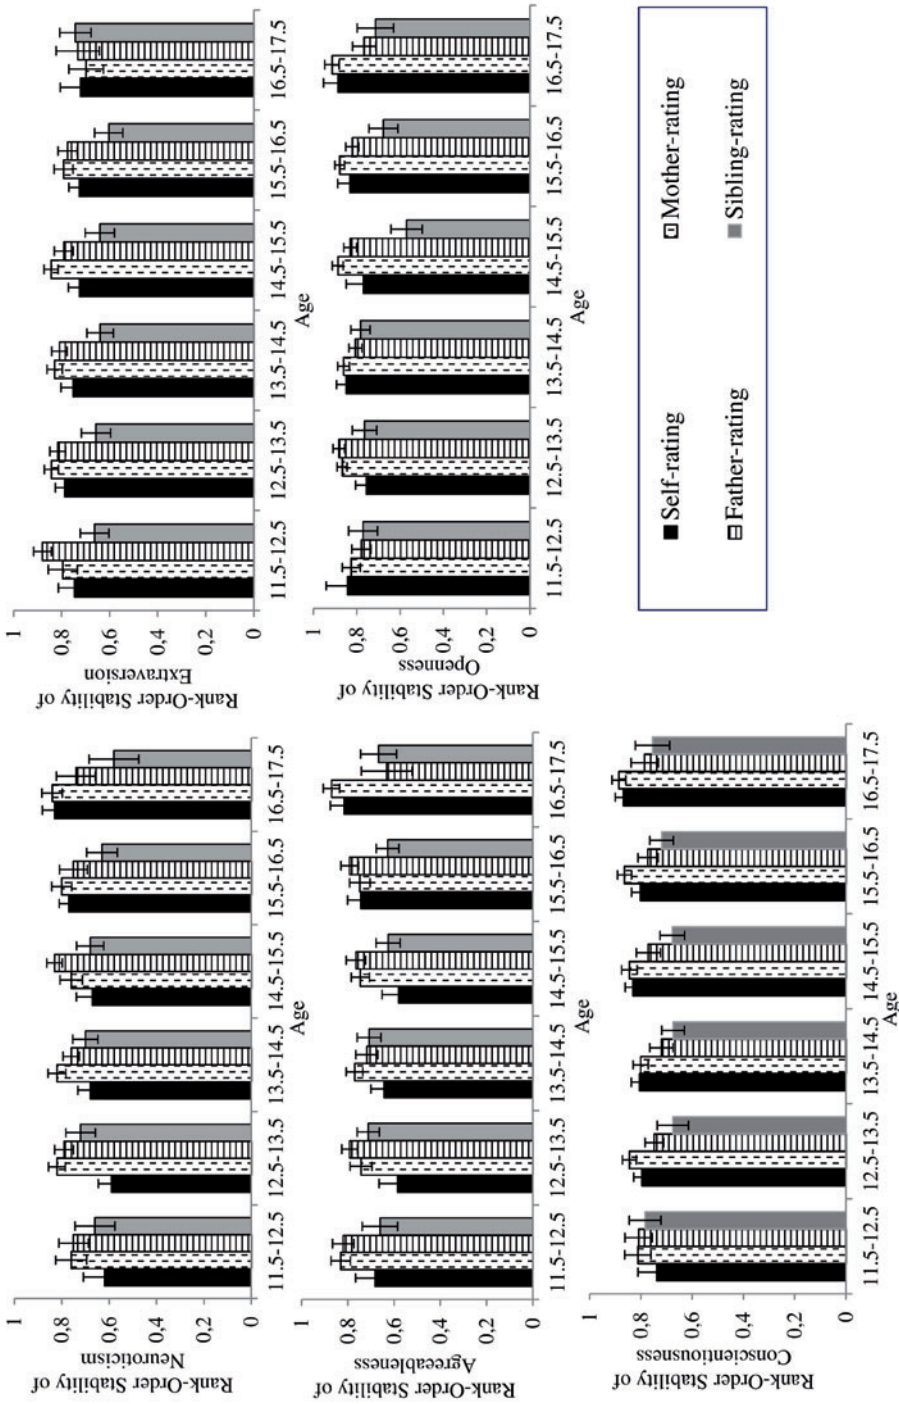 Rank-Order Stability of
Neuroticism
1
0,8
0,6
0,4
0,2
0
11.5-12.5 12.5-13.5 13.5-14.5 14.5-15.5 15.5-16.5 16.5-17.5
Age
Rank-Order Stability of
Extraversion
1
0,8
0,6
0,4
0,2
0
11.5-12.5 12.5-13.5 13.5-14.5 14.5-15.5 15.5-16.5 16.5-17.5
Age
Rank-Order Stability of
Agreeableness
1
0,8
0,6
0,4
0,2
0
11.5-12.5 12.5-13.5 13.5-14.5 14.5-15.5 15.5-16.5 16.5-17.5
Age
Rank-Order Stability of
Openness
1
0,8
0,6
0,4
0,2
0
11.5-12.5 12.5-13.5 13.5-14.5 14.5-15.5 15.5-16.5 16.5-17.5
Age
Rank-Order Stability of
Conscientiousness
1
0,8
0,6
0,4
0,2
0
11.5-12.5 12.5-13.5 13.5-14.5 14.5-15.5 15.5-16.5 16.5-17.5
Age
Self-rating Mother-rating
Father-rating Sibling-rating